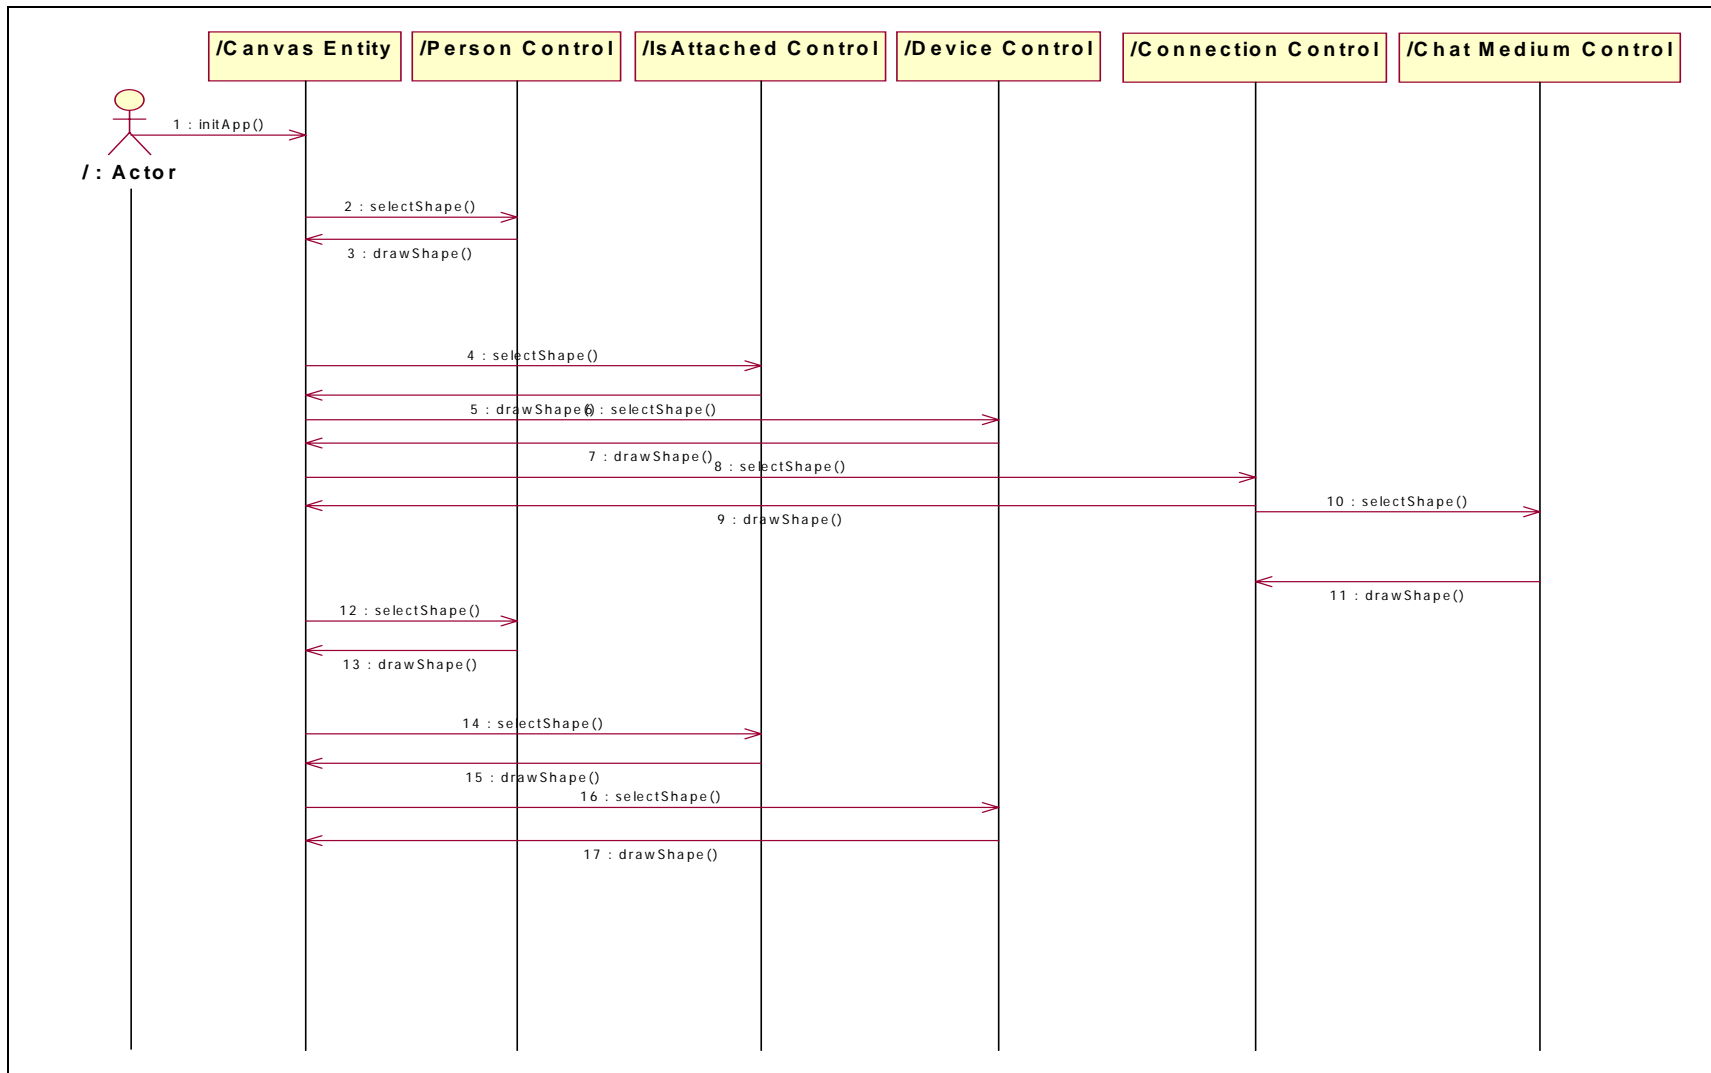 /Canvas Entity
/Person Control
/IsAttached Control
/Device Control
/Connection Control
/Chat Medium Control
1 : initApp()
/ : Actor
2 : selectShape()
3 : drawShape()
4 : selectShape()
5 : drawShape()
6 : selectShape()
7 : drawShape()
8 : selectShape()
9 : drawShape()
10 : selectShape()
11 : drawShape()
12 : selectShape()
13 : drawShape()
14 : selectShape()
15 : drawShape()
16 : selectShape()
17 : drawShape()